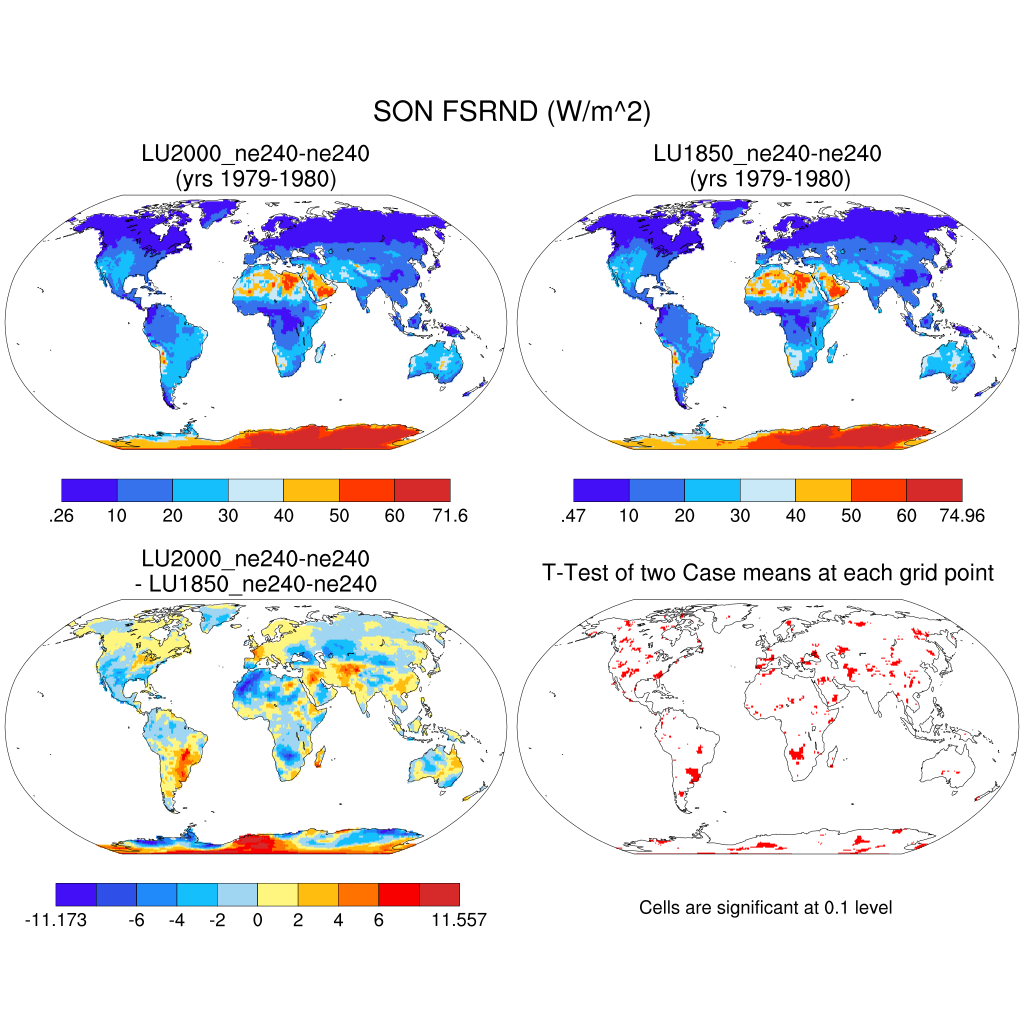 SON FSRND (W/m^2)
LU2000_ne240-ne240
(yrs 1979-1980)
LU1850_ne240-ne240
(yrs 1979-1980)
.26 10 20 30 40 50 60 71.6
.47 10 20 30 40 50 60 74.96
LU2000_ne240-ne240
- LU1850_ne240-ne240
T-Test of two Case means at each grid point
-11.173 -6 -4 -2 0 2 4 6 11.557
Cells are significant at 0.1 level